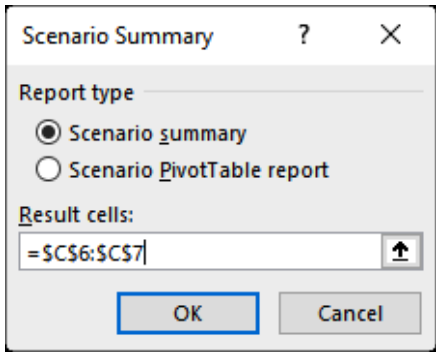 Scenario Summary ? ×
Report type
Scenario summary
Scenario PivotTable report
Result cells:
=$C$6:$C$7
OK Cancel